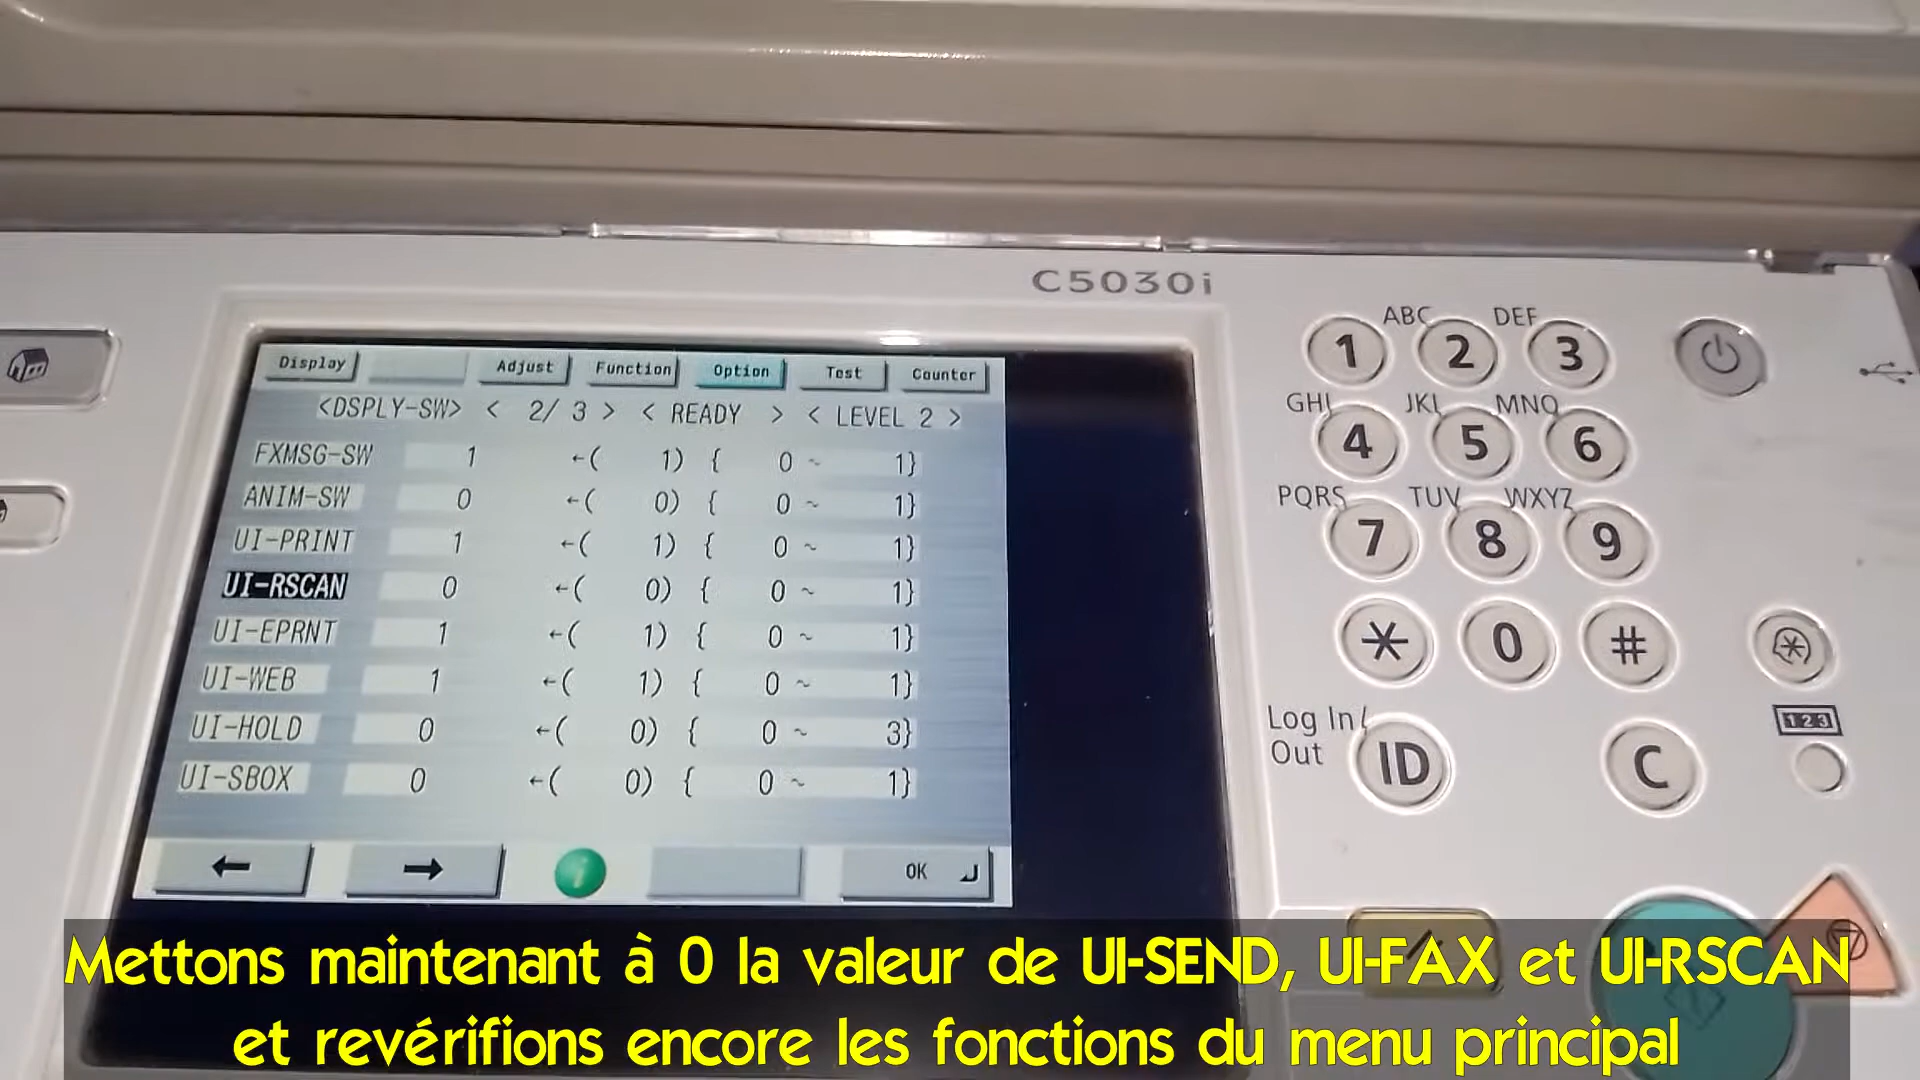 C5030i
Display Adjust Function Option Test Counter
<DSPLY-SW> < 2/ 3 > < READY > < LEVEL 2 >
FXMSG-SW 1 ←( 1) { 0 ~ 1}
ANIM-SW 0 ←( 0) { 0 ~ 1}
UI-PRINT 1 ←( 1) { 0 ~ 1}
UI-RSCAN 0 ←( 0) { 0 ~ 1}
UI-EPRNT 1 ←( 1) { 0 ~ 1}
UI-WEB 1 ←( 1) { 0 ~ 1}
UI-HOLD 0 ←( 0) { 0 ~ 3}
UI-SBOX 0 ←( 0) { 0 ~ 1}
← → i OK
ABC DEF
1 2 3
GHI JKL MNO
4 5 6
PQRS TUV WXYZ
7 8 9
* 0 #
Log In/
Out
ID C
123
Mettons maintenant à 0 la valeur de UI-SEND, UI-FAX et UI-RSCAN
et revérifions encore les fonctions du menu principal